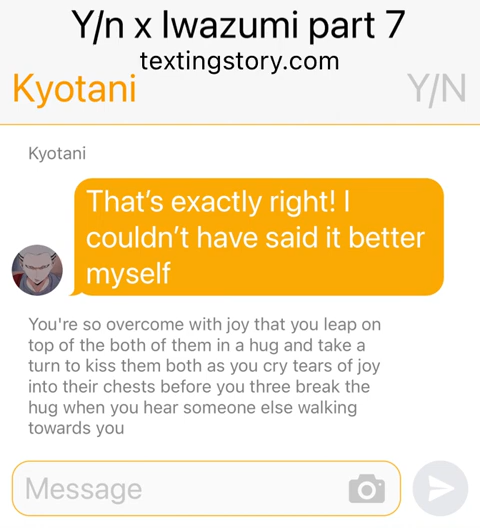 Y/n x Iwazumi part 7
textingstory.com
Kyotani
Y/N
Kyotani
That's exactly right! I
couldn't have said it better
myself
You're so overcome with joy that you leap on
top of the both of them in a hug and take a
turn to kiss them both as you cry tears of joy
into their chests before you three break the
hug when you hear someone else walking
towards you
Message